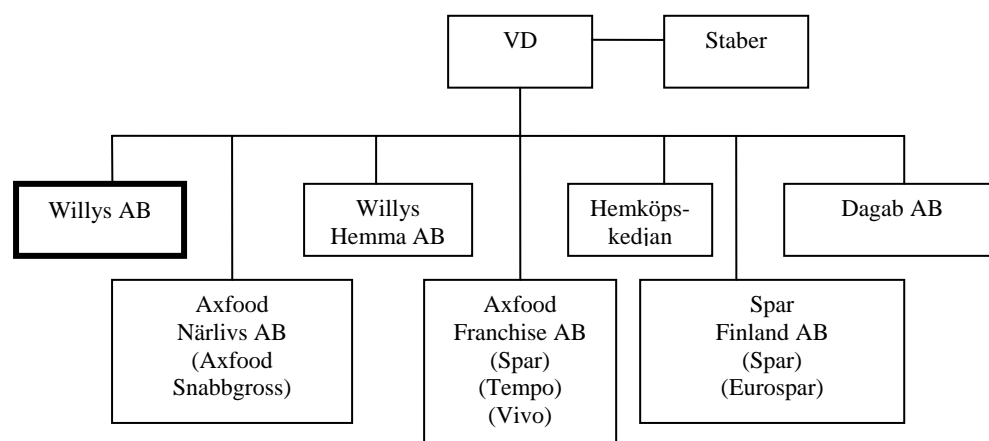 VD
Staber
Willys AB
Willys
Hemma AB
Hemköps-
kedjan
Dagab AB
Axfood
Närlivs AB
(Axfood
Snabbgross)
Axfood
Franchise AB
(Spar)
(Tempo)
(Vivo)
Spar
Finland AB
(Spar)
(Eurospar)